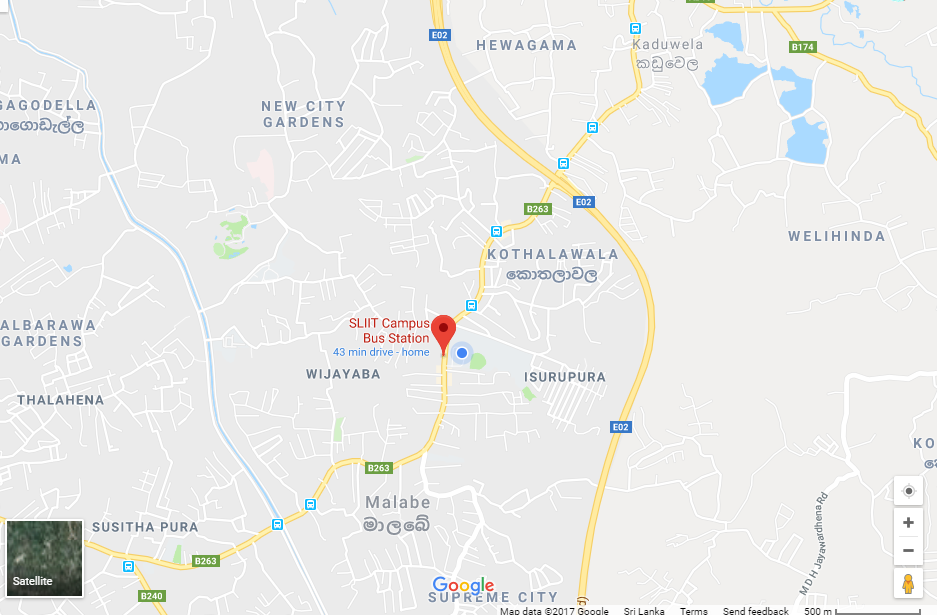 E02
HEWAGAMA
Kaduwela
කඩුවෙල
B174
AGODELLA
NEW CITY
GARDENS
MA
B263
E02
WELIHINDA
KOTHALAWALA
කොතලාවල
ALBARAWA
GARDENS
SLIIT Campus
Bus Station
43 min drive - home
WIJAYABA
ISURUPURA
THALAHENA
E02
KO
B263
Malabe
මාලබේ
M D H Jayawardhena Rd
SUSITHA PURA
B263
Satellite
B240
Google
SUPREME CITY
Map data ©2017 Google Sri Lanka Terms Send feedback 500 m